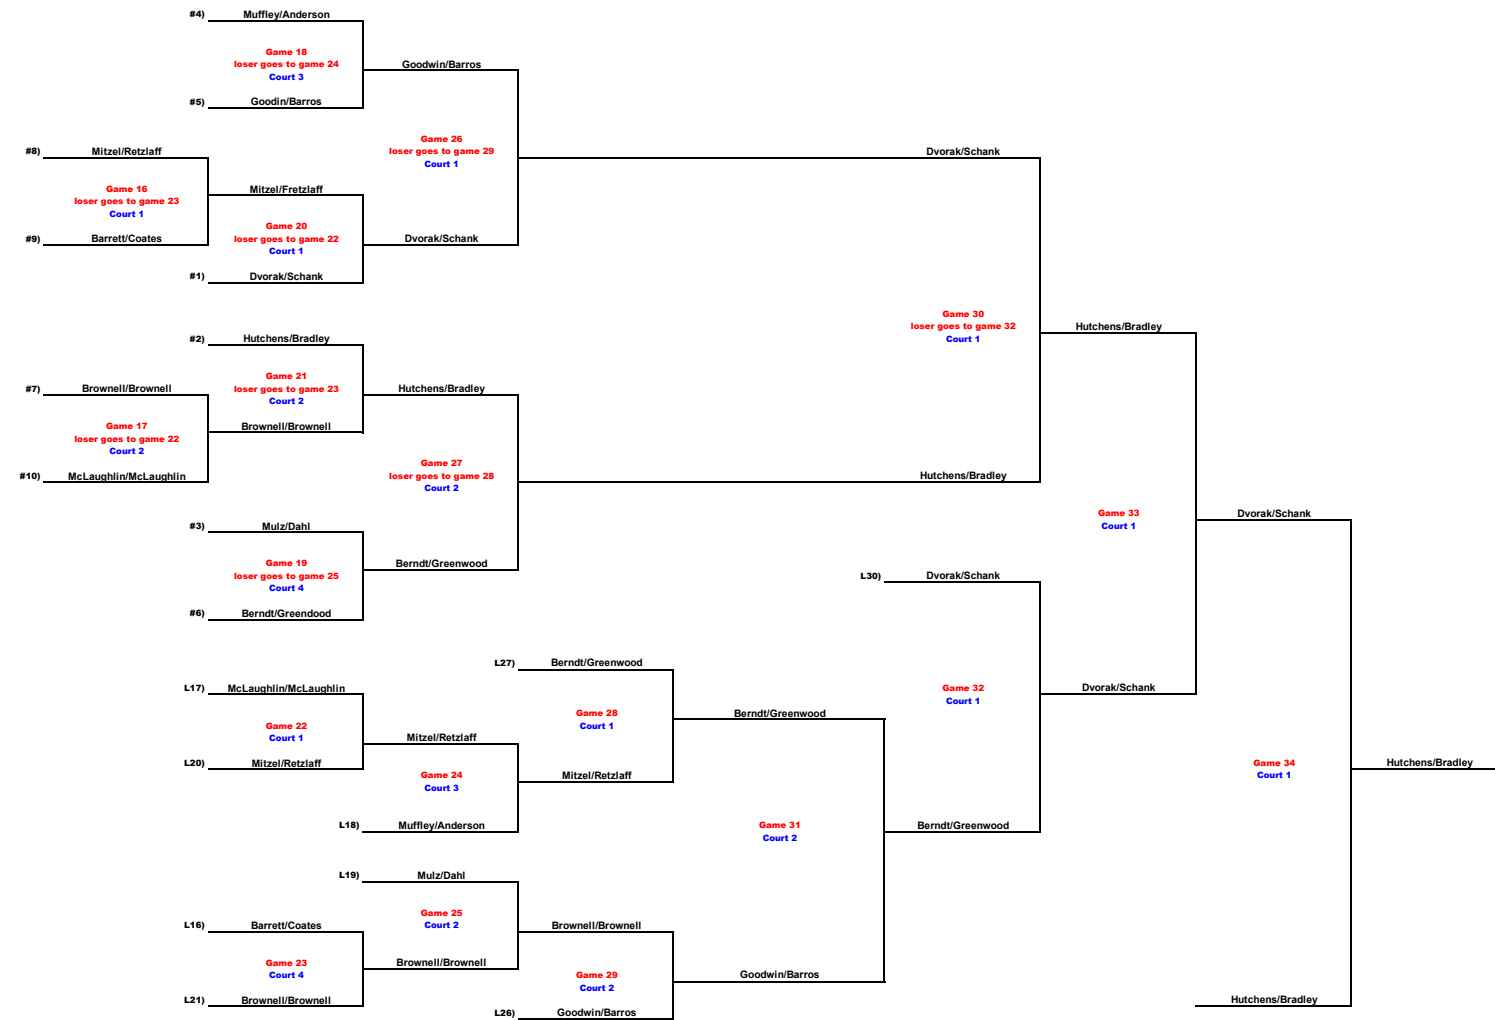 #4) Muffley/Anderson
Game 18
loser goes to game 24
Court 3
Goodwin/Barros
#5) Goodin/Barros
Game 26
loser goes to game 29
Court 1
#8) Mitzel/Retzlaff
Dvorak/Schank
Game 16
loser goes to game 23
Court 1
Mitzel/Fretzlaff
#9) Barrett/Coates
Game 20
loser goes to game 22
Court 1
Dvorak/Schank
#1) Dvorak/Schank
Game 30
loser goes to game 32
Court 1
Hutchens/Bradley
#2) Hutchens/Bradley
Game 21
loser goes to game 23
Court 2
#7) Brownell/Brownell
Hutchens/Bradley
Game 17
loser goes to game 22
Court 2
Brownell/Brownell
#10) McLaughlin/McLaughlin
Game 27
loser goes to game 28
Court 2
Hutchens/Bradley
Game 33
Court 1
Dvorak/Schank
#3) Mulz/Dahl
Game 19
loser goes to game 25
Court 4
Berndt/Greenwood
L30) Dvorak/Schank
#6) Berndt/Greendood
L27) Berndt/Greenwood
L17) McLaughlin/McLaughlin
Game 32
Court 1
Dvorak/Schank
Game 28
Court 1
Berndt/Greenwood
Game 22
Court 1
Mitzel/Retzlaff
L20) Mitzel/Retzlaff
Game 24
Court 3
Mitzel/Retzlaff
Game 34
Court 1
Hutchens/Bradley
L18) Muffley/Anderson
Game 31
Court 2
Berndt/Greenwood
L19) Mulz/Dahl
Game 25
Court 2
L16) Barrett/Coates
Brownell/Brownell
Game 23
Court 4
Brownell/Brownell
Game 29
Court 2
Goodwin/Barros
L21) Brownell/Brownell
L26) Goodwin/Barros
Hutchens/Bradley